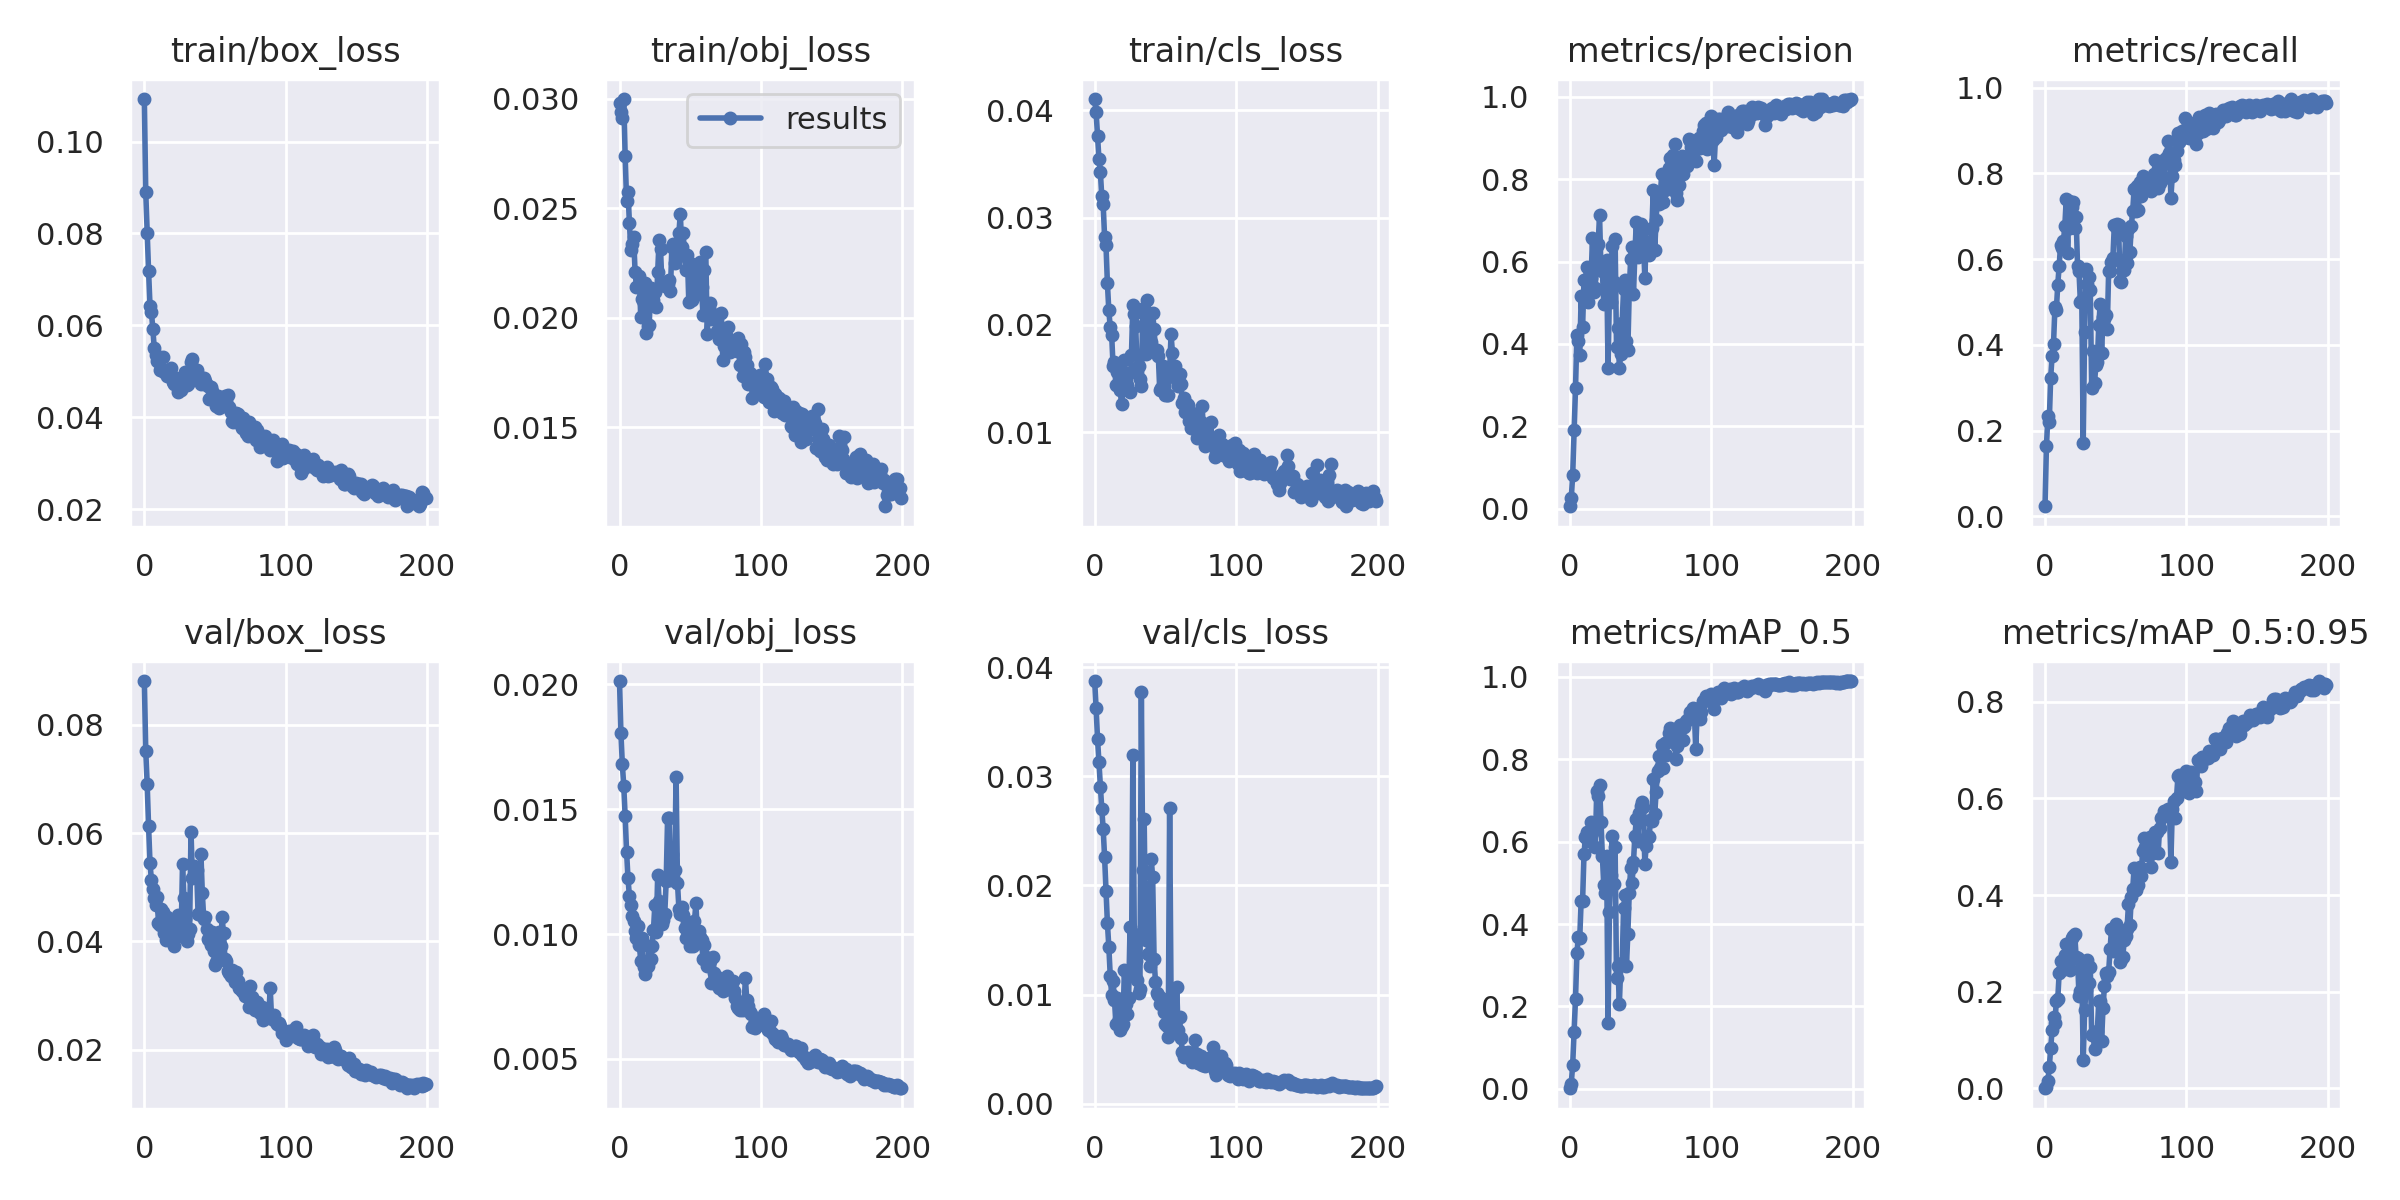 train/box_loss
0.10
0.08
0.06
0.04
0.02
0 100 200
train/obj_loss
results
0.030
0.025
0.020
0.015
0 100 200
train/cls_loss
0.04
0.03
0.02
0.01
0 100 200
metrics/precision
1.0
0.8
0.6
0.4
0.2
0.0
0 100 200
metrics/recall
1.0
0.8
0.6
0.4
0.2
0.0
0 100 200
val/box_loss
0.08
0.06
0.04
0.02
0 100 200
val/obj_loss
0.020
0.015
0.010
0.005
0 100 200
val/cls_loss
0.04
0.03
0.02
0.01
0.00
0 100 200
metrics/mAP_0.5
1.0
0.8
0.6
0.4
0.2
0.0
0 100 200
metrics/mAP_0.5:0.95
0.8
0.6
0.4
0.2
0.0
0 100 200